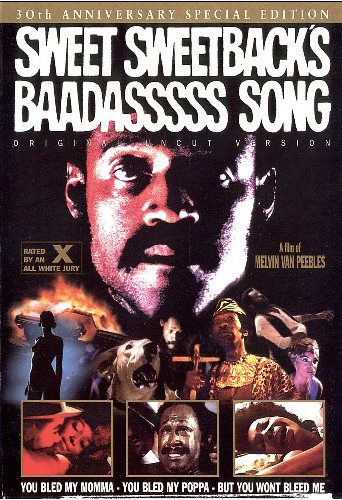 30th ANNIVERSARY SPECIAL EDITION
SWEET SWEETBACK'S
BAADASSSSS SONG
ORIGINAL UNCUT VERSION
RATED
BY AN X
ALL WHITE JURY
A film of
MELVIN VAN PEEBLES
YOU BLED MY MOMMA - YOU BLED MY POPPA - BUT YOU WONT BLEED ME